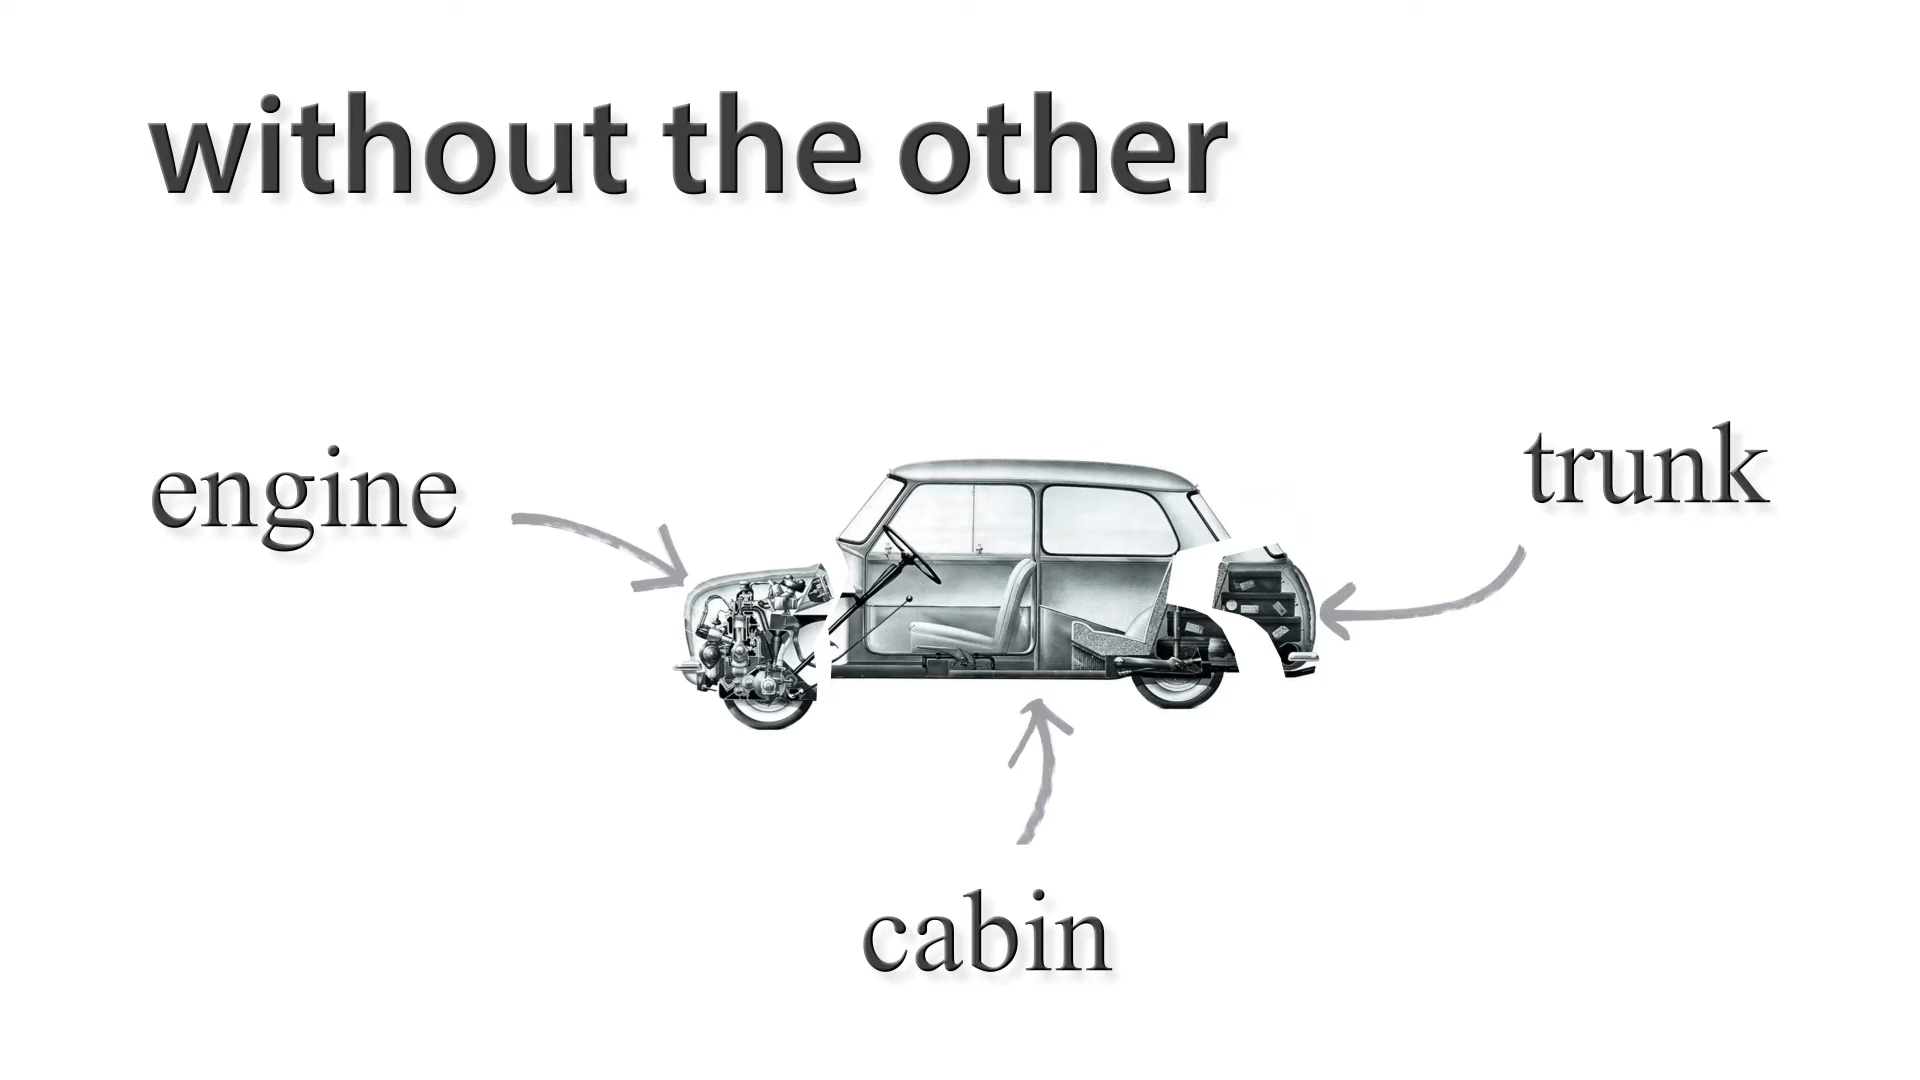 without the other
engine
trunk
cabin